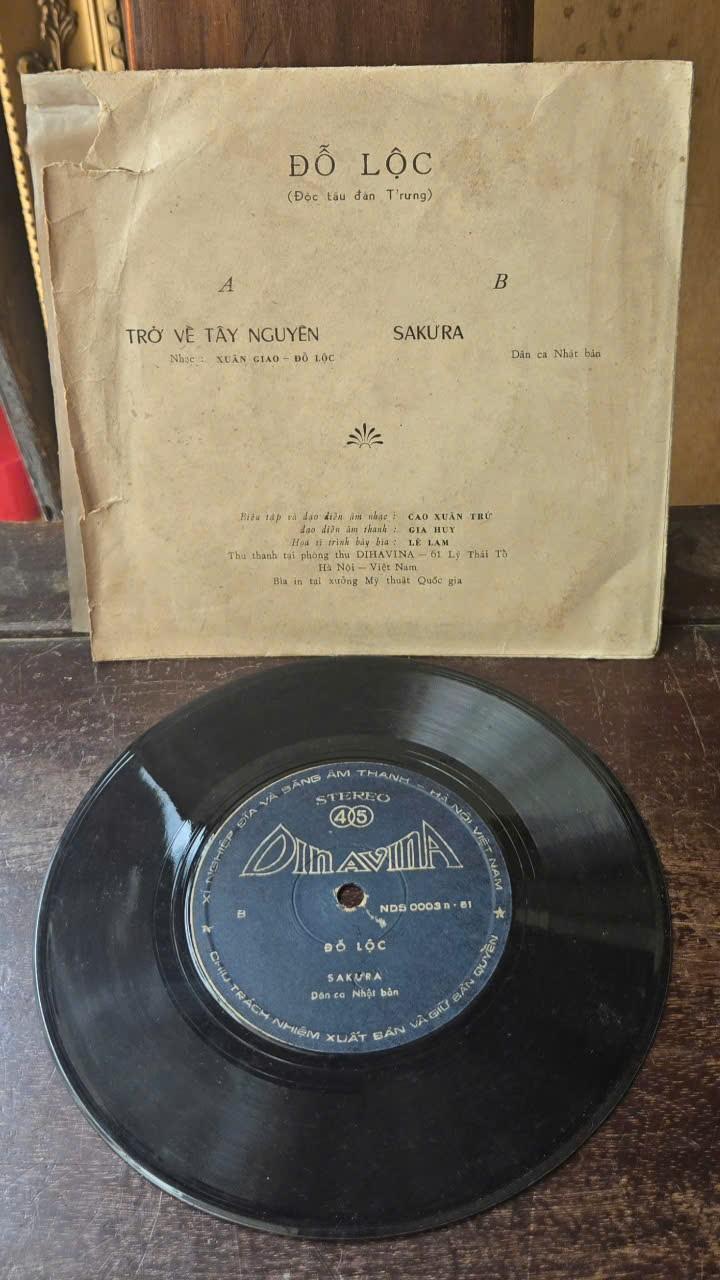 ĐỖ LỘC
(Độc tấu đàn T'rưng)
A
B
TRỞ VỀ TÂY NGUYÊN
SAKƯRA
Nhạc : XUÂN GIAO – ĐỖ LỘC
Dân ca Nhật bản
Biên tập và đạo diễn âm nhạc : CAO XUÂN TRỨ
đạo diễn âm thanh : GIA HUY
Họa sĩ trình bày bìa : LÊ LAM
Thu thanh tại phòng thu DIHAVINA – 61 Lý Thái Tổ
Hà Nội – Việt Nam
Bìa in tại xưởng Mỹ thuật Quốc gia
XÍ NGHIỆP ĐĨA VÀ BĂNG ÂM THANH – HÀ NỘI VIỆT NAM
STEREO
45
DIHAVINA
B
NDS 0003n - 81
ĐỖ LỘC
SAKƯRA
Dân ca Nhật bản
CHỊU TRÁCH NHIỆM XUẤT BẢN VÀ GIỮ BẢN QUYỀN